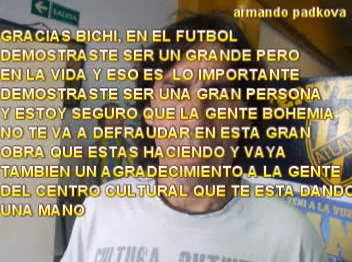 SALIDA
armando padkova
GRACIAS BICHI, EN EL FUTBOL
DEMOSTRASTE SER UN GRANDE PERO
EN LA VIDA Y ESO ES LO IMPORTANTE
DEMOSTRASTE SER UNA GRAN PERSONA
Y ESTOY SEGURO QUE LA GENTE BOHEMIA
NO TE VA A DEFRAUDAR EN ESTA GRAN
OBRA QUE ESTAS HACIENDO Y VAYA
TAMBIEN UN AGRADECIMIENTO A LA GENTE
DEL CENTRO CULTURAL QUE TE ESTA DANDO
UNA MANO